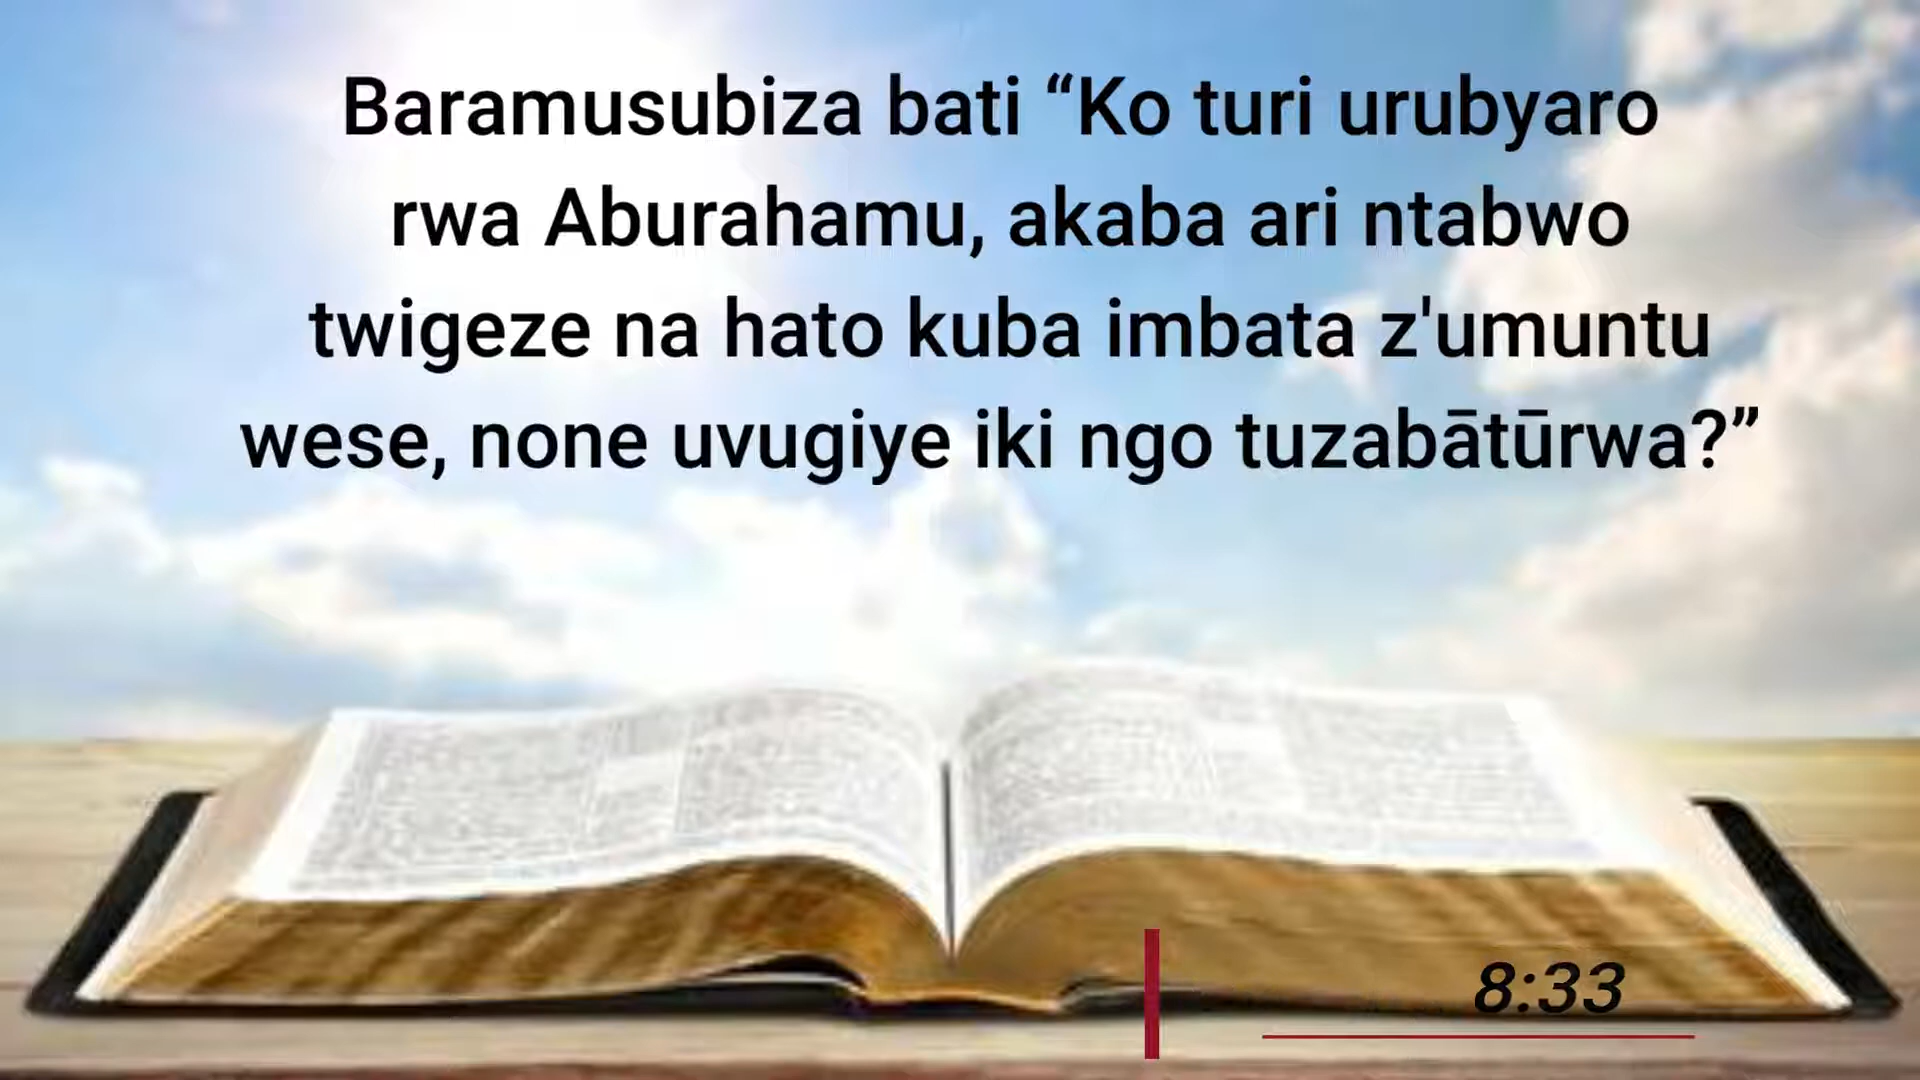 Baramusubiza bati “Ko turi urubyaro
rwa Aburahamu, akaba ari ntabwo
twigeze na hato kuba imbata z'umuntu
wese, none uvugiye iki ngo tuzabātūrwa?”
8:33